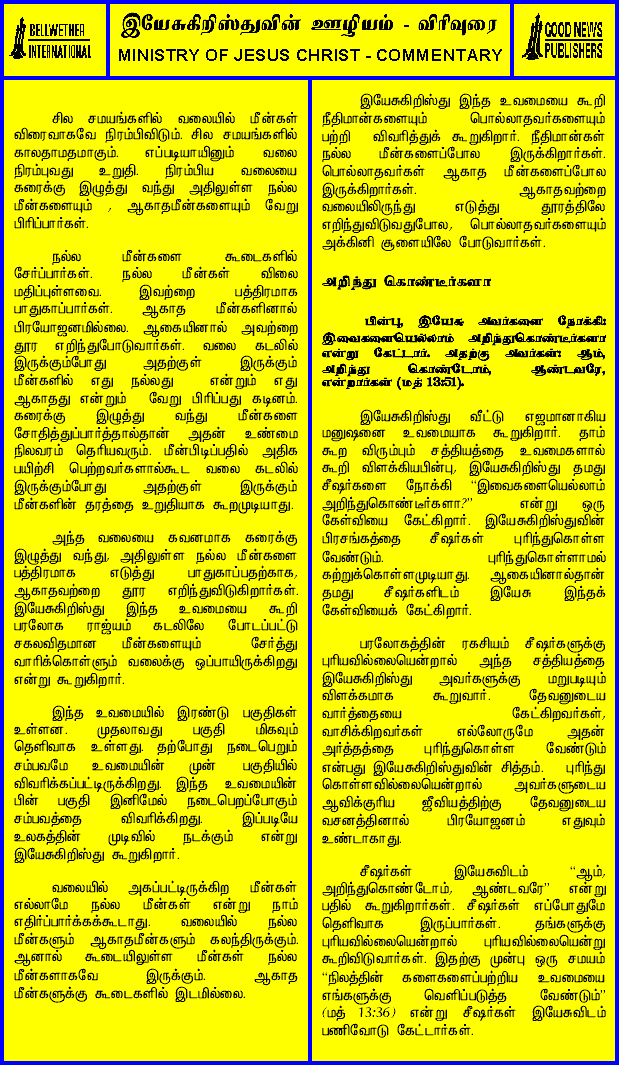 BELLWETHER
INTERNATIONAL
இயேசுகிறிஸ்துவின் ஊழியம் - விரிவுரை
MINISTRY OF JESUS CHRIST - COMMENTARY
GOOD NEWS
PUBLISHERS
சில சமயங்களில் வலையில் மீன்கள்
விரைவாகவே நிரம்பிவிடும். சில சமயங்களில்
காலதாமதமாகும். எப்படியாயினும் வலை
நிரம்புவது உறுதி. நிரம்பிய வலையை
கரைக்கு இழுத்து வந்து அதிலுள்ள நல்ல
மீன்களையும் , ஆகாதமீன்களையும் வேறு
பிரிப்பார்கள்.
நல்ல மீன்களை கூடைகளில்
சேர்ப்பார்கள். நல்ல மீன்கள் விலை
மதிப்புள்ளவை. இவற்றை பத்திரமாக
பாதுகாப்பார்கள். ஆகாத மீன்களினால்
பிரயோஜனமில்லை. ஆகையினால் அவற்றை
தூர எறிந்துபோடுவார்கள். வலை கடலில்
இருக்கும்போது அதற்குள் இருக்கும்
மீன்களில் எது நல்லது என்றும் எது
ஆகாதது என்றும் வேறு பிரிப்பது கடினம்.
கரைக்கு இழுத்து வந்து மீன்களை
சோதித்துப்பார்த்தால்தான் அதன் உண்மை
நிலவரம் தெரியவரும். மீன்பிடிப்பதில் அதிக
பயிற்சி பெற்றவர்களால்கூட வலை கடலில்
இருக்கும்போது அதற்குள் இருக்கும்
மீன்களின் தரத்தை உறுதியாக கூறமுடியாது.
அந்த வலையை கவனமாக கரைக்கு
இழுத்து வந்து, அதிலுள்ள நல்ல மீன்களை
பத்திரமாக எடுத்து பாதுகாப்பதற்காக,
ஆகாதவற்றை தூர எறிந்துவிடுகிறார்கள்.
இயேசுகிறிஸ்து இந்த உவமையை கூறி
பரலோக ராஜ்யம் கடலிலே போடப்பட்டு
சகலவிதமான மீன்களையும் சேர்த்து
வாரிக்கொள்ளும் வலைக்கு ஒப்பாயிருக்கிறது
என்று கூறுகிறார்.
இந்த உவமையில் இரண்டு பகுதிகள்
உள்ளன. முதலாவது பகுதி மிகவும்
தெளிவாக உள்ளது. தற்போது நடைபெறும்
சம்பவமே உவமையின் முன் பகுதியில்
விவரிக்கப்பட்டிருக்கிறது. இந்த உவமையின்
பின் பகுதி இனிமேல் நடைபெறப்போகும்
சம்பவத்தை விவரிக்கிறது. இப்படியே
உலகத்தின் முடிவில் நடக்கும் என்று
இயேசுகிறிஸ்து கூறுகிறார்.
வலையில் அகப்பட்டிருக்கிற மீன்கள்
எல்லாமே நல்ல மீன்கள் என்று நாம்
எதிர்ப்பார்க்கக்கூடாது. வலையில் நல்ல
மீன்களும் ஆகாதமீன்களும் கலந்திருக்கும்.
ஆனால் கூடையிலுள்ள மீன்கள் நல்ல
மீன்களாகவே இருக்கும். ஆகாத
மீன்களுக்கு கூடைகளில் இடமில்லை.
இயேசுகிறிஸ்து இந்த உவமையை கூறி
நீதிமான்களையும் பொல்லாதவர்களையும்
பற்றி விவரித்துக் கூறுகிறார். நீதிமான்கள்
நல்ல மீன்களைப்போல இருக்கிறார்கள்.
பொல்லாதவர்கள் ஆகாத மீன்களைப்போல
இருக்கிறார்கள். ஆகாதவற்றை
வலையிலிருந்து எடுத்து தூரத்திலே
எறிந்துவிடுவதுபோல, பொல்லாதவர்களையும்
அக்கினி சூளையிலே போடுவார்கள்.
அறிந்து கொண்டீர்களா
பின்பு, இயேசு அவர்களை நோக்கி:
இவைகளையெல்லாம் அறிந்துகொண்டீர்களா
என்று கேட்டார். அதற்கு அவர்கள்: ஆம்,
அறிந்து கொண்டோம், ஆண்டவரே,
என்றார்கள் (மத் 13:51).
இயேசுகிறிஸ்து வீட்டு எஜமானாகிய
மனுஷனை உவமையாக கூறுகிறார். தாம்
கூற விரும்பும் சத்தியத்தை உவமைகளால்
கூறி விளக்கியபின்பு, இயேசுகிறிஸ்து தமது
சீஷர்களை நோக்கி "இவைகளையெல்லாம்
அறிந்துகொண்டீர்களா?" என்று ஒரு
கேள்வியை கேட்கிறார். இயேசுகிறிஸ்துவின்
பிரசங்கத்தை சீஷர்கள் புரிந்துகொள்ள
வேண்டும். புரிந்துகொள்ளாமல்
கற்றுக்கொள்ளமுடியாது. ஆகையினால்தான்
தமது சீஷர்களிடம் இயேசு இந்தக்
கேள்வியைக் கேட்கிறார்.
பரலோகத்தின் ரகசியம் சீஷர்களுக்கு
புரியவில்லையென்றால் அந்த சத்தியத்தை
இயேசுகிறிஸ்து அவர்களுக்கு மறுபடியும்
விளக்கமாக கூறுவார். தேவனுடைய
வார்த்தையை கேட்கிறவர்கள்,
வாசிக்கிறவர்கள் எல்லோருமே அதன்
அர்த்தத்தை புரிந்துகொள்ள வேண்டும்
என்பது இயேசுகிறிஸ்துவின் சித்தம். புரிந்து
கொள்ளவில்லையென்றால் அவர்களுடைய
ஆவிக்குரிய ஜீவியத்திற்கு தேவனுடைய
வசனத்தினால் பிரயோஜனம் எதுவும்
உண்டாகாது.
சீஷர்கள் இயேசுவிடம் "ஆம்,
அறிந்துகொண்டோம், ஆண்டவரே" என்று
பதில் கூறுகிறார்கள். சீஷர்கள் எப்போதுமே
தெளிவாக இருப்பார்கள். தங்களுக்கு
புரியவில்லையென்றால் புரியவில்லையென்று
கூறிவிடுவார்கள். இதற்கு முன்பு ஒரு சமயம்
"நிலத்தின் களைகளைப்பற்றிய உவமையை
எங்களுக்கு வெளிப்படுத்த வேண்டும்"
(மத் 13:36) என்று சீஷர்கள் இயேசுவிடம்
பணிவோடு கேட்டார்கள்.